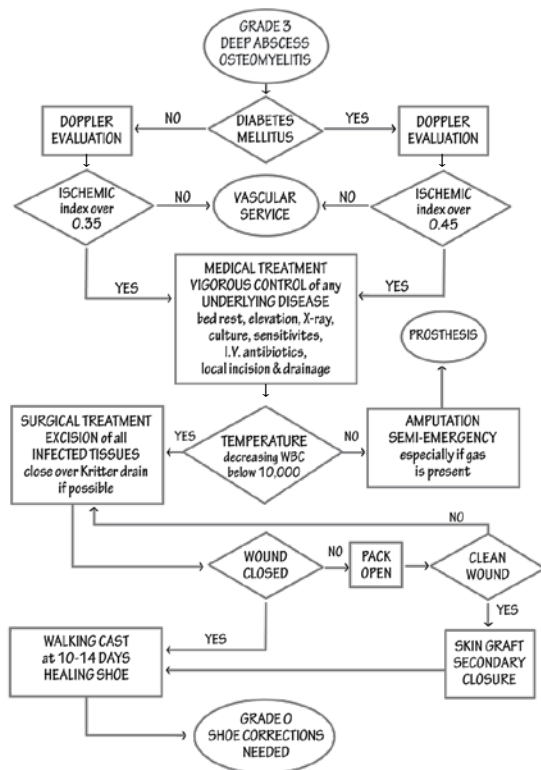 GRADE 3
DEEP ABSCESS
OSTEOMYELITIS
DOPPLER
EVALUATION
NO
DIABETES
MELLITUS
YES
DOPPLER
EVALUATION
ISCHEMIC
index over
0.35
NO
VASCULAR
SERVICE
NO
ISCHEMIC
index over
0.45
YES
MEDICAL TREATMENT
VIGOROUS CONTROL of any
UNDERLYING DISEASE
bed rest, elevation, X-ray,
culture, sensitivites,
I.V. antibiotics,
local incision & drainage
YES
PROSTHESIS
SURGICAL TREATMENT
EXCISION of all
INFECTED TISSUES
close over Kritter drain
if possible
YES
TEMPERATURE
decreasing WBC
below 10,000
NO
AMPUTATION
SEMI-EMERGENCY
especially if gas
is present
NO
WOUND
CLOSED
NO
PACK
OPEN
CLEAN
WOUND
YES
YES
WALKING CAST
at 10-14 DAYS
HEALING SHOE
SKIN GRAFT
SECONDARY
CLOSURE
GRADE 0
SHOE CORRECTIONS
NEEDED